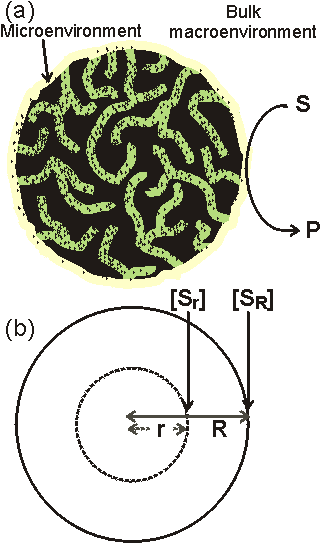 (a)
Bulk
Microenvironment macroenvironment
S
P
[Sr] [SR]
(b)
r R